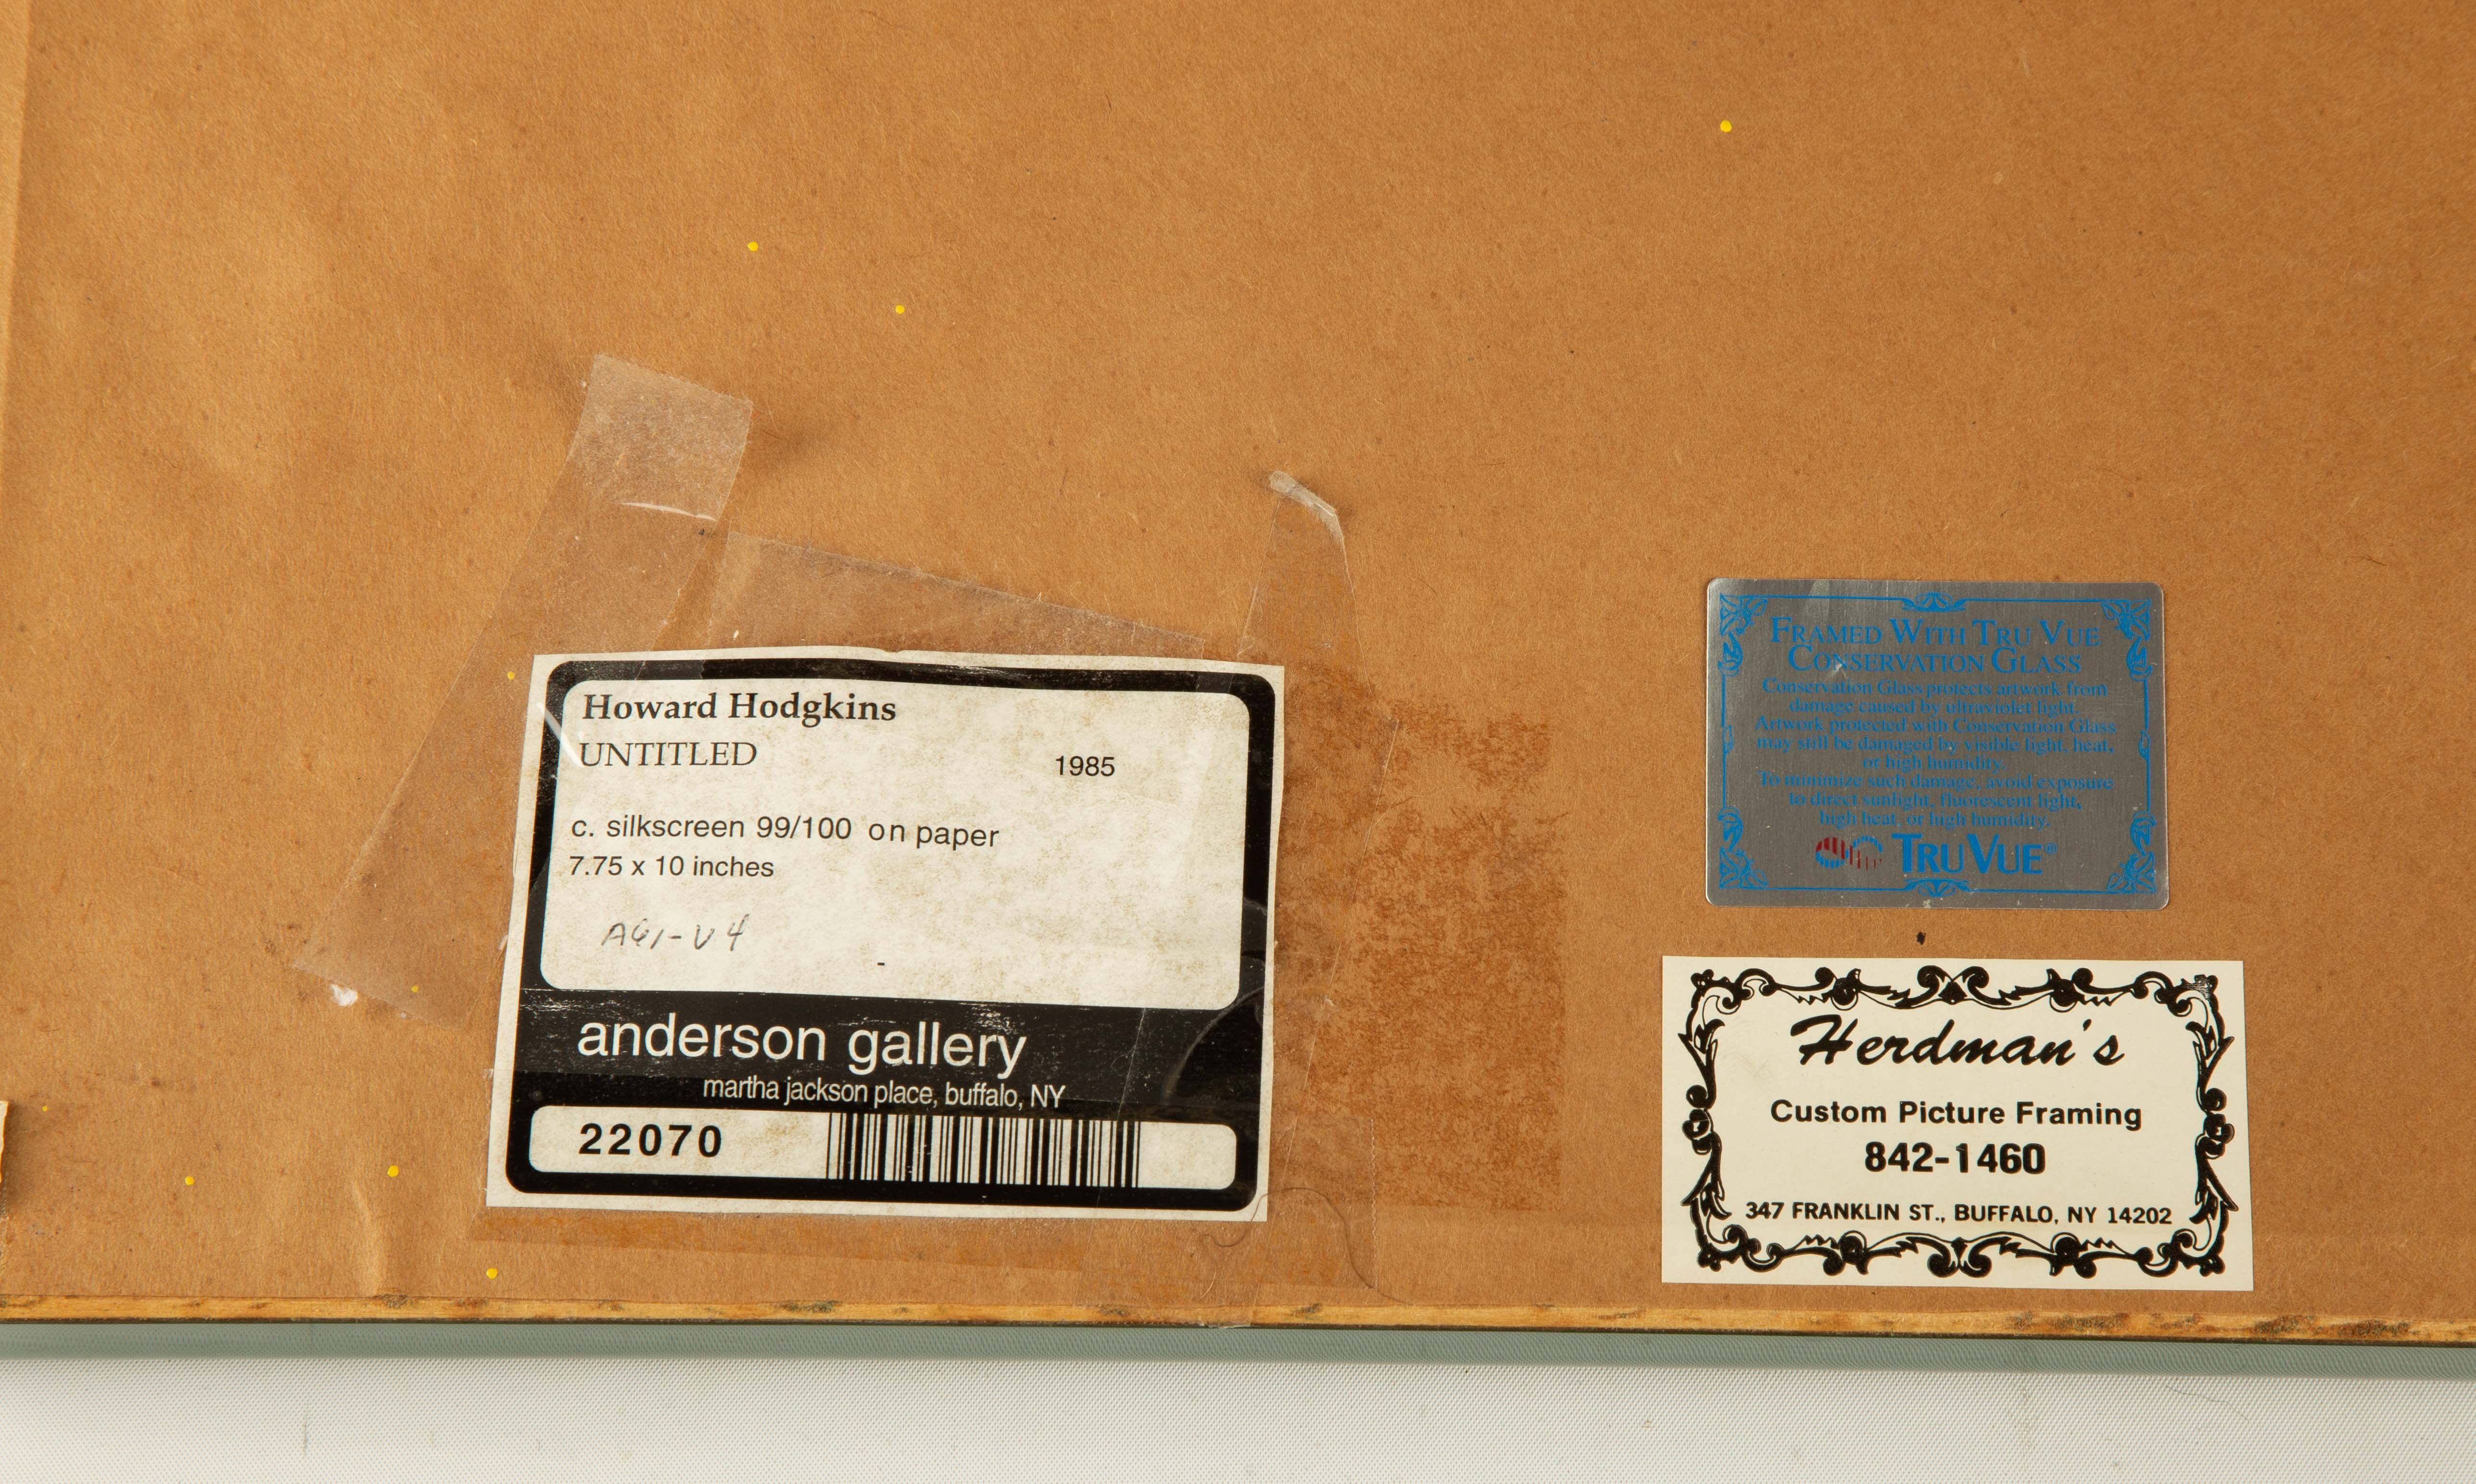 Howard Hodgkins
UNTITLED 1985
c. silkscreen 99/100 on paper
7.75 x 10 inches
A61-V4
anderson gallery
martha jackson place, buffalo, NY
22070
FRAMED WITH TRU VUE
CONSERVATION GLASS
Conservation Glass protects artwork from
damage caused by ultraviolet light.
Artwork protected with Conservation Glass
may still be damaged by visible light, heat,
or high humidity.
To minimize such damage, avoid exposure
to direct sunlight, fluorescent light,
high heat, or high humidity.
TRU VUE®
Herdman's
Custom Picture Framing
842-1460
347 FRANKLIN ST., BUFFALO, NY 14202